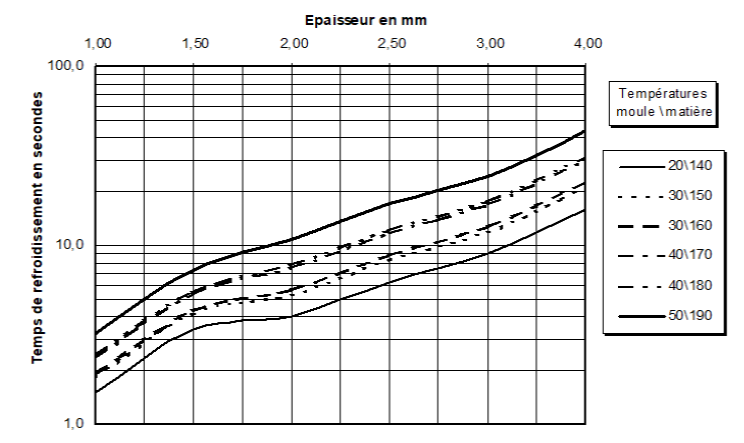 Epaisseur en mm
1,00 1,50 2,00 2,50 3,00 4,00
100,0
10,0
1,0
Temps de refroidissement en secondes
Températures
moule \ matière
20\140
30\150
30\160
40\170
40\180
50\190